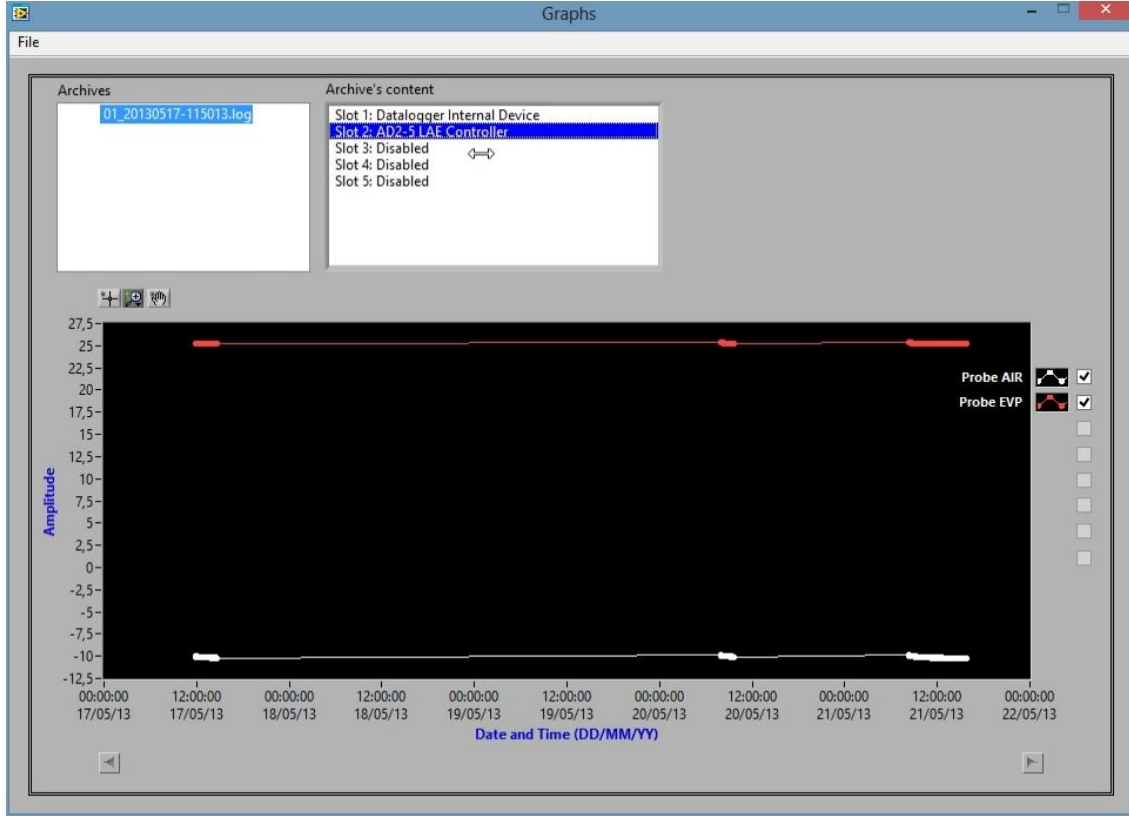 Graphs
File
Archives
01_20130517-115013.log
Archive's content
Slot 1: Datalogger Internal Device
Slot 2: AD2-5 LAE Controller
Slot 3: Disabled
Slot 4: Disabled
Slot 5: Disabled
27,5
25
22,5
20
17,5
15
12,5
10
7,5
5
2,5
0
-2,5
-5
-7,5
-10
-12,5
Amplitude
Probe AIR
Probe EVP
00:00:00 12:00:00 00:00:00 12:00:00 00:00:00 12:00:00 00:00:00 12:00:00 00:00:00 12:00:00 00:00:00
17/05/13 17/05/13 18/05/13 18/05/13 19/05/13 19/05/13 20/05/13 20/05/13 21/05/13 21/05/13 22/05/13
Date and Time (DD/MM/YY)